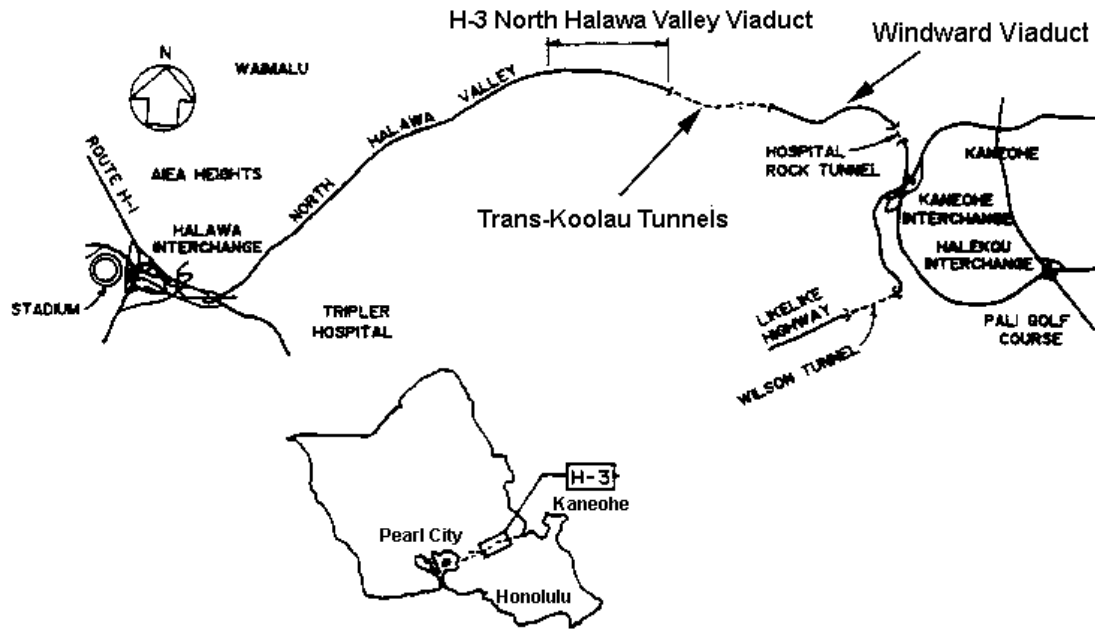 H-3 North Halawa Valley Viaduct
Windward Viaduct
N
WAIMALU
VALLEY
HALAWA
NORTH
ROUTE H-1
AIEA HEIGHTS
HALAWA
INTERCHANGE
STADIUM
TRIPLER
HOSPITAL
Trans-Koolau Tunnels
HOSPITAL
ROCK TUNNEL
KANEOHE
KANEOHE
INTERCHANGE
HALEKOU
INTERCHANGE
LIKELIKE
HIGHWAY
WILSON TUNNEL
PALI GOLF
COURSE
H-3
Kaneohe
Pearl City
Honolulu